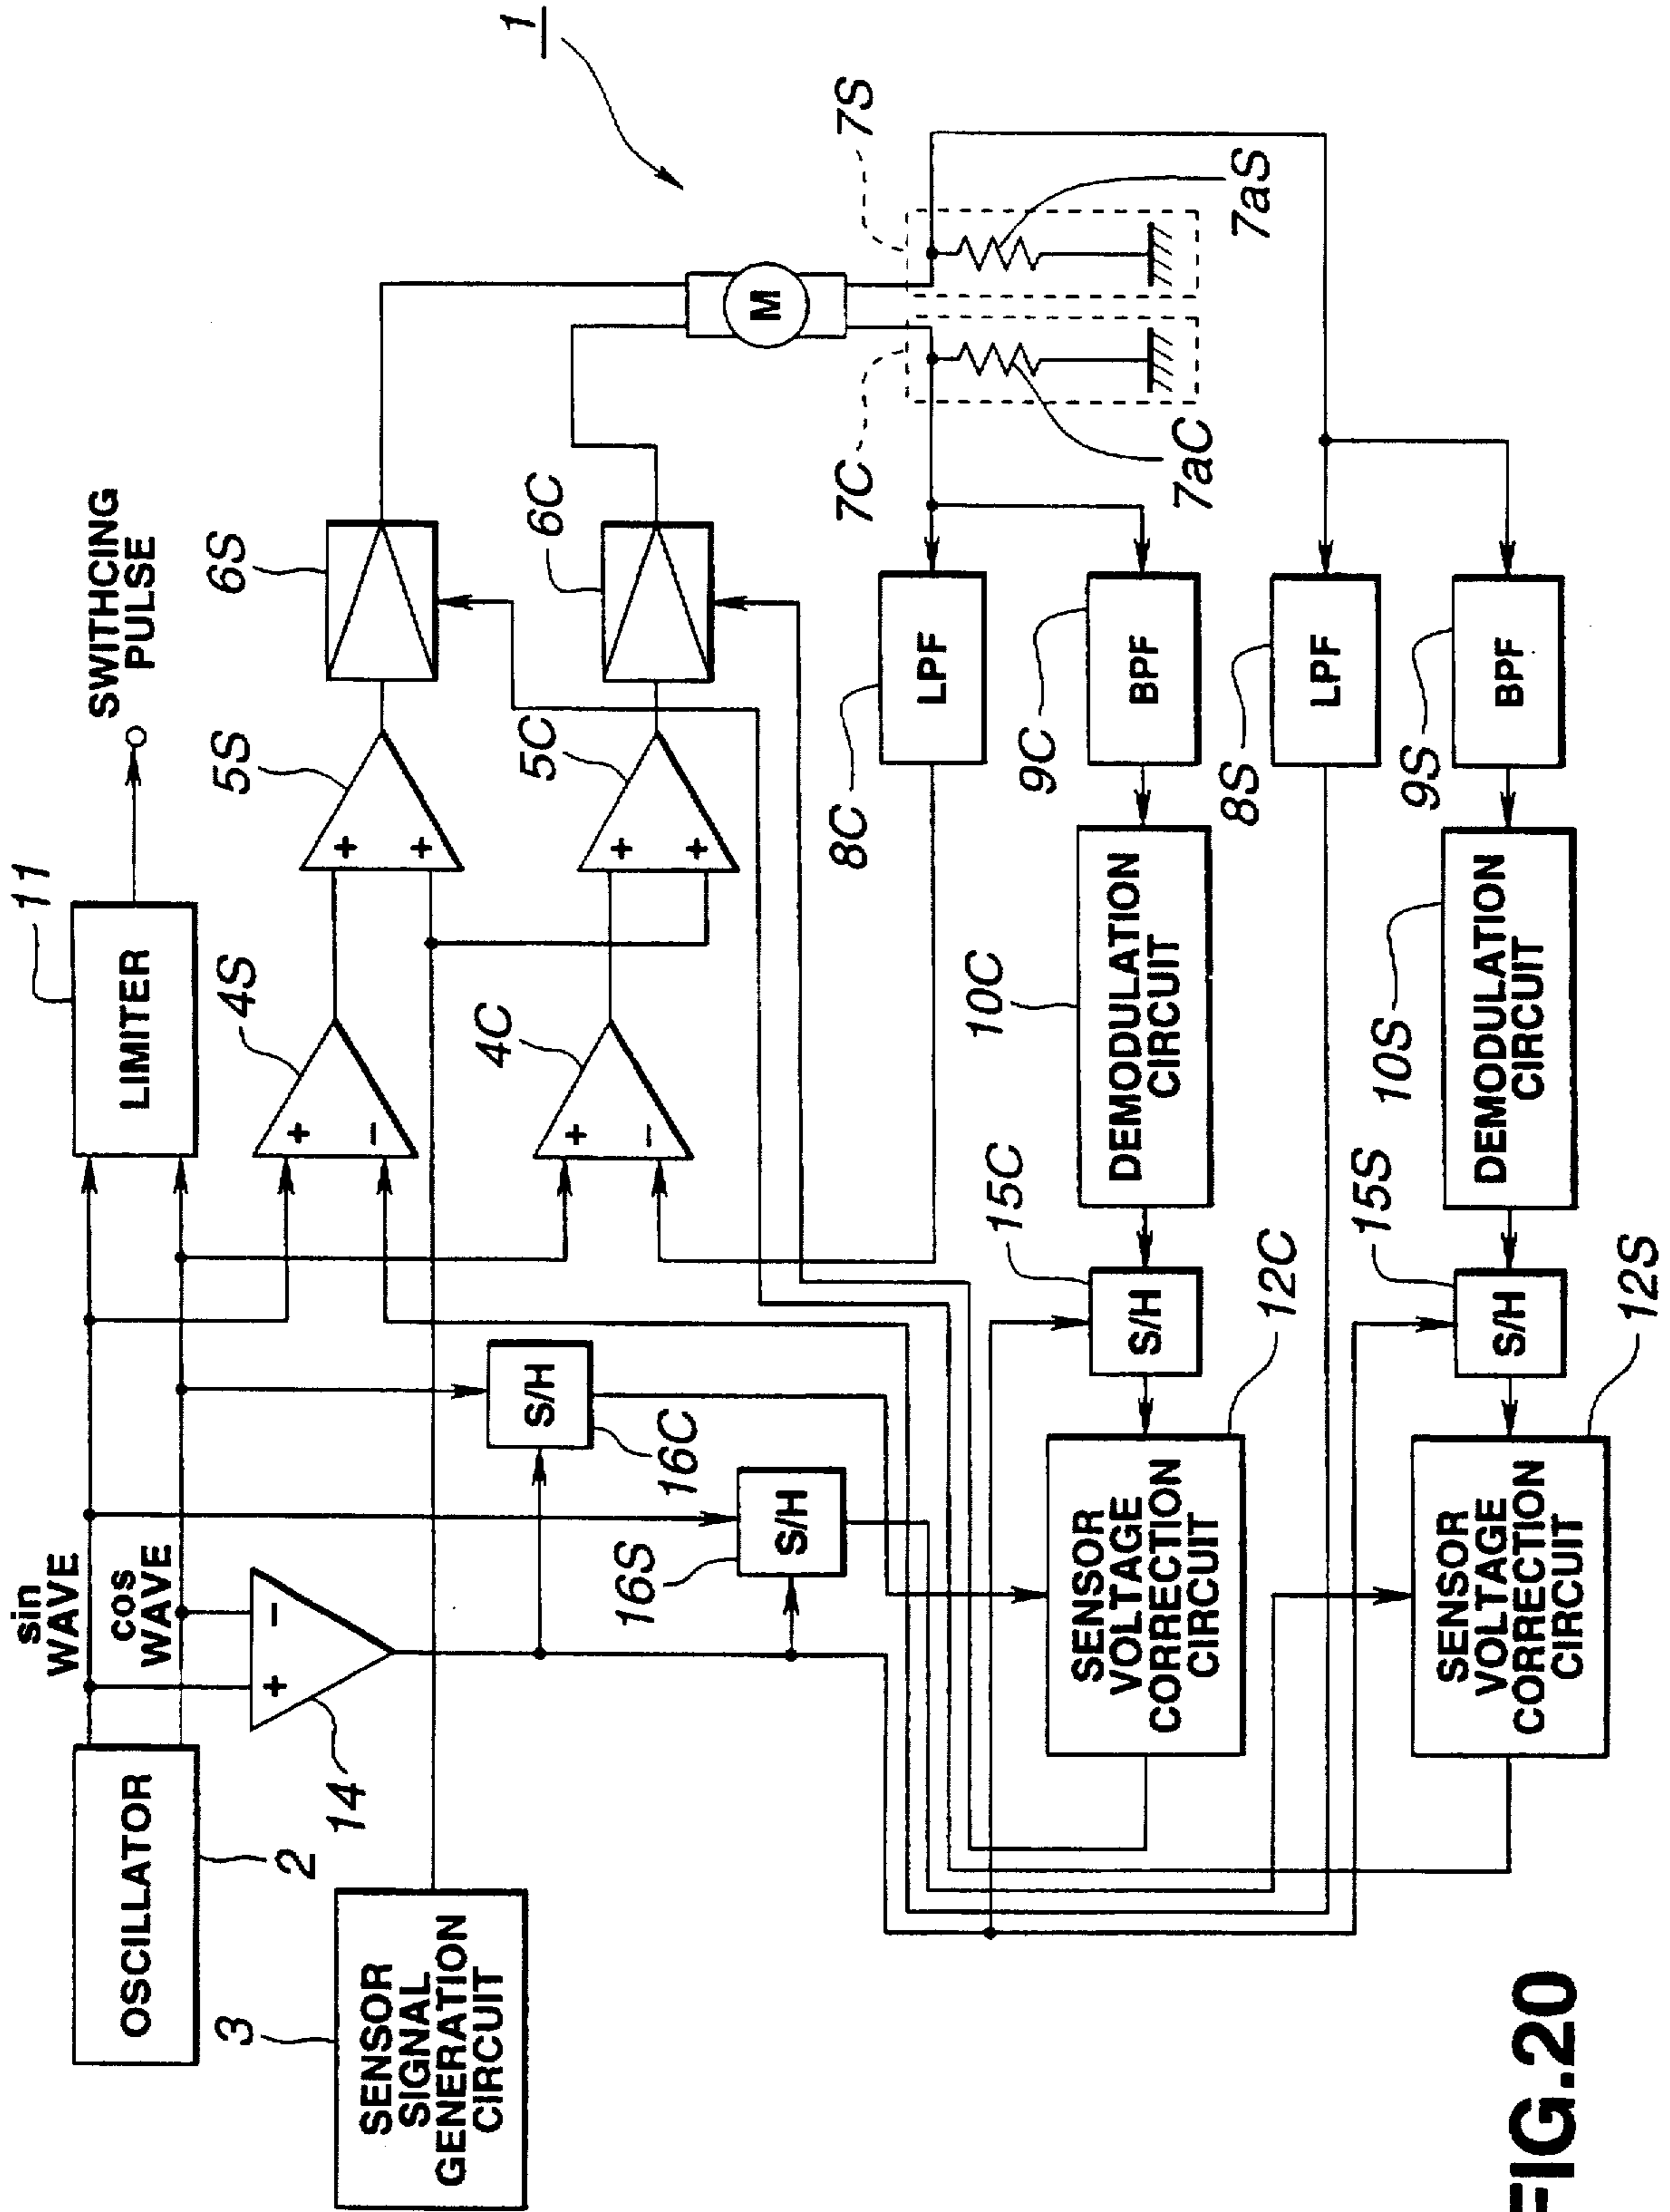 1
SWITHCING
PULSE
11
LIMITER
sin
WAVE
cos
WAVE
OSCILLATOR
2
14
+
−
3
SENSOR
SIGNAL
GENERATION
CIRCUIT
4S
+
−
4C
+
−
5S
+
+
5C
+
+
6S
6C
M
7S
7C
7aS
7aC
S/H
16C
S/H
16S
8C
LPF
9C
BPF
8S
LPF
9S
BPF
10C
DEMODULATION
CIRCUIT
10S
DEMODULATION
CIRCUIT
15C
S/H
15S
S/H
12C
SENSOR
VOLTAGE
CORRECTION
CIRCUIT
12S
SENSOR
VOLTAGE
CORRECTION
CIRCUIT
FIG.20